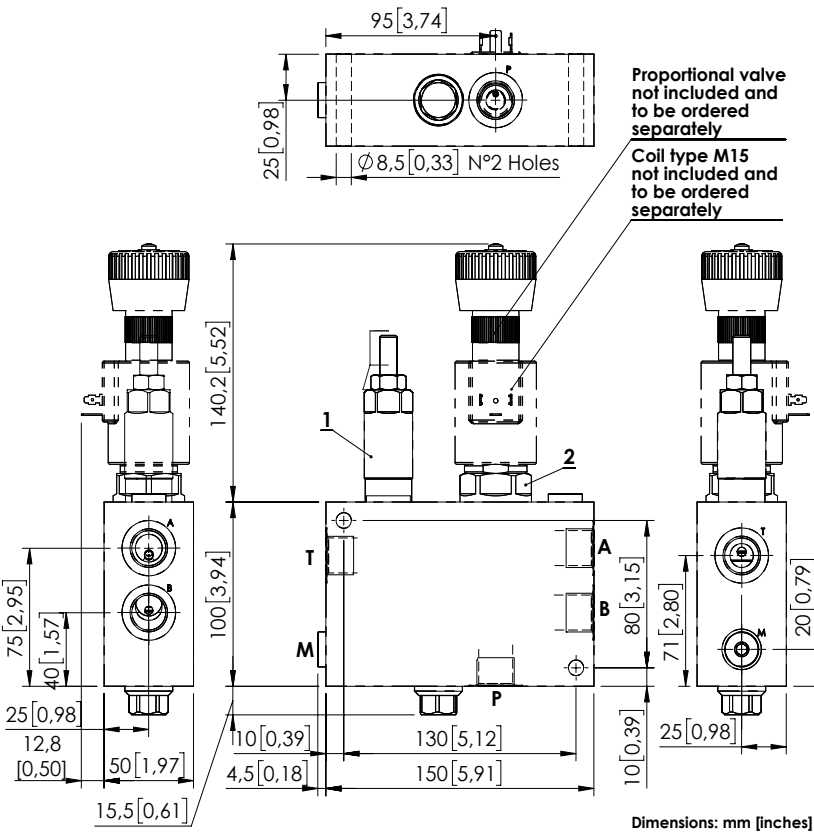 95[3,74]
P
25[0,98]
Ø8,5[0,33] N°2 Holes
Proportional valve
not included and
to be ordered
separately
Coil type M15
not included and
to be ordered
separately
140,2[5,52]
1
2
A
B
T
A
B
M
P
T
M
100[3,94]
80[3,15]
75[2,95]
40[1,57]
71[2,80]
20[0,79]
25[0,98]
12,8
[0,50]
50[1,97]
15,5[0,61]
10[0,39]
130[5,12]
4,5[0,18]
150[5,91]
10[0,39]
25[0,98]
Dimensions: mm [inches]